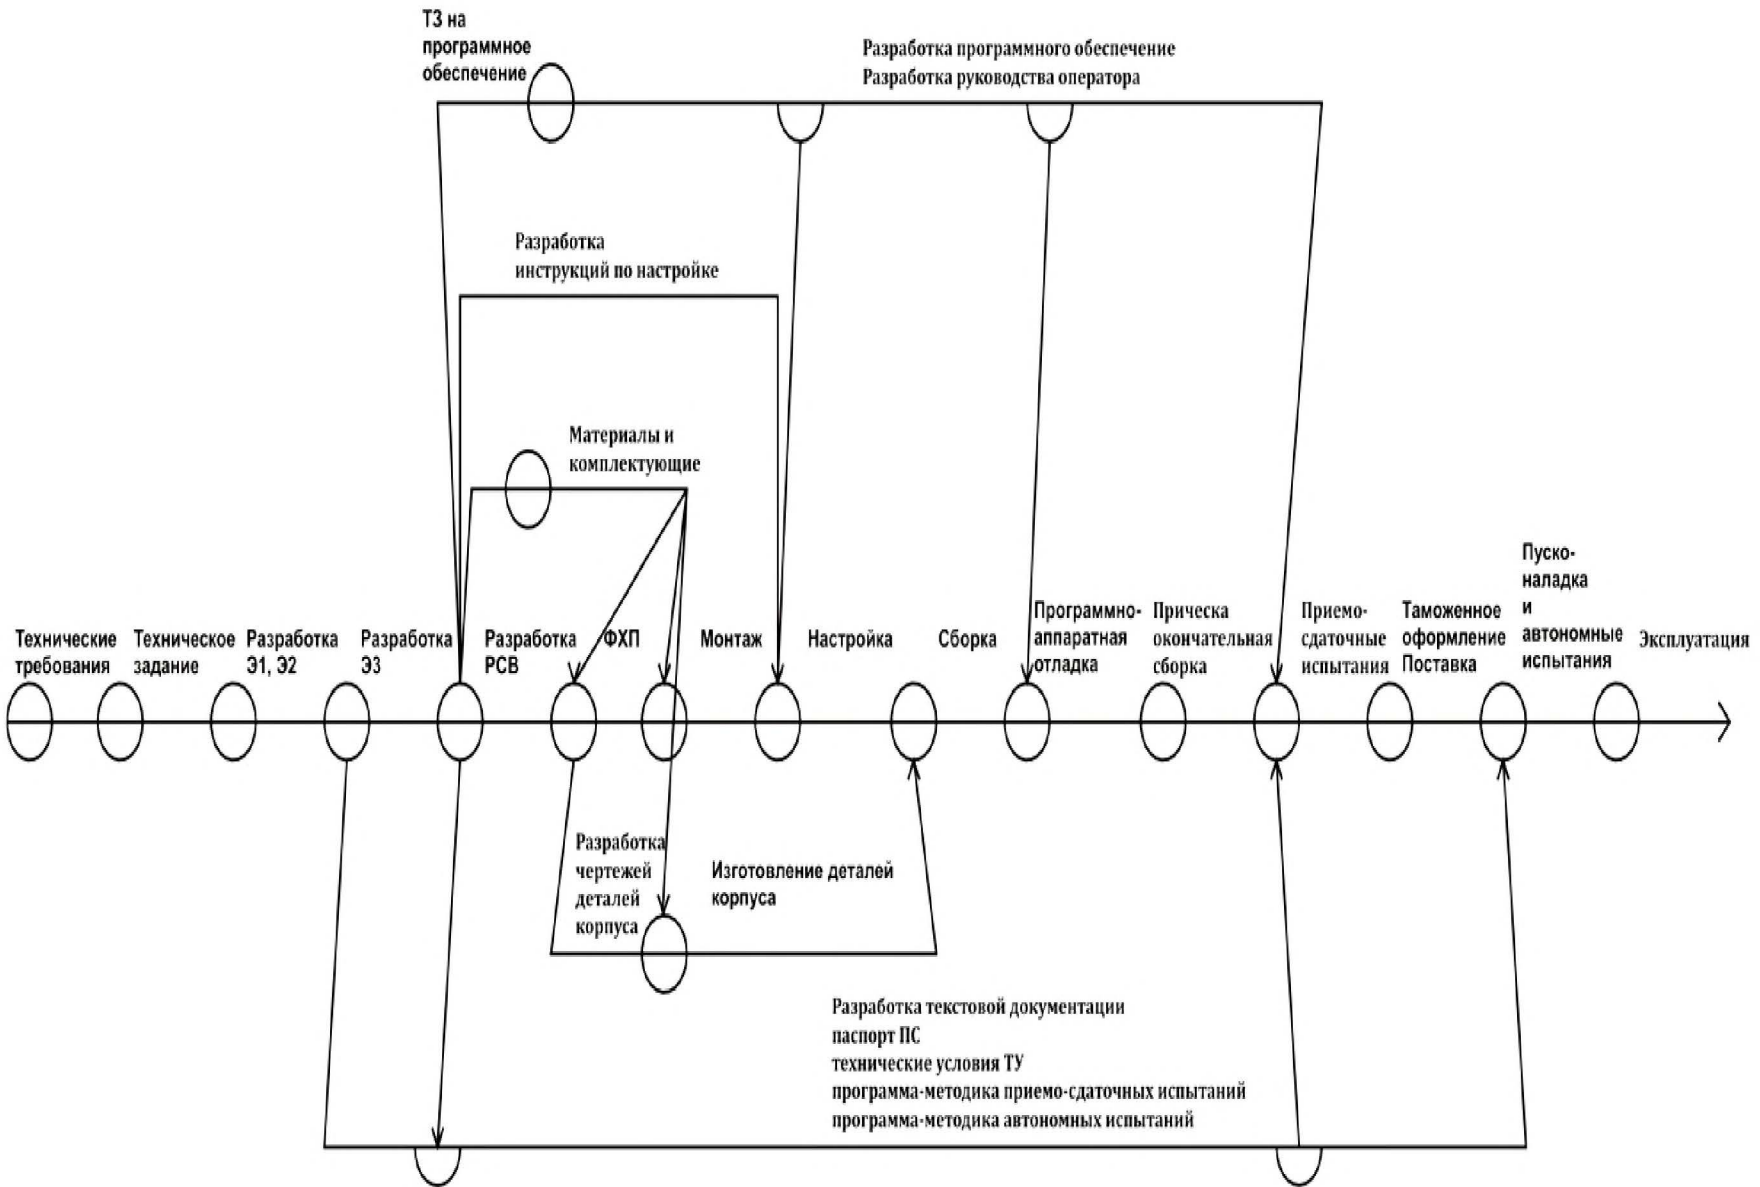 ТЗ на
программное
обеспечение
Разработка программного обеспечение
Разработка руководства оператора
Разработка
инструкций по настройке
Материалы и
комплектующие
Технические
требования
Техническое
задание
Разработка
Э1, Э2
Разработка
Э3
Разработка
РСВ
ФХП
Монтаж
Настройка
Сборка
Программно-
аппаратная
отладка
Прическа
окончательная
сборка
Приемо-
сдаточные
испытания
Таможенное
оформление
Поставка
Пуско-
наладка
и
автономные
испытания
Эксплуатация
Разработка
чертежей
деталей
корпуса
Изготовление деталей
корпуса
Разработка текстовой документации
паспорт ПС
технические условия ТУ
программа-методика приемо-сдаточных испытаний
программа-методика автономных испытаний